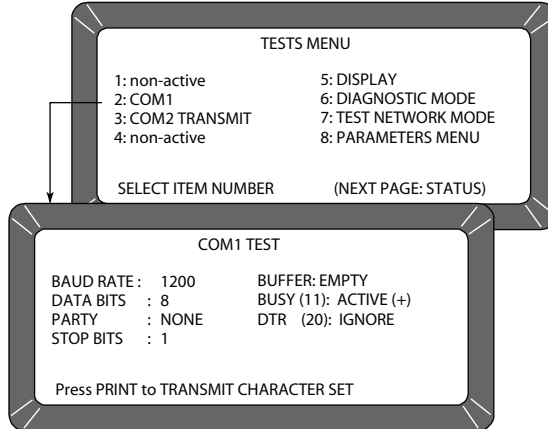 TESTS MENU
1: non-active
2: COM1
3: COM2 TRANSMIT
4: non-active
5: DISPLAY
6: DIAGNOSTIC MODE
7: TEST NETWORK MODE
8: PARAMETERS MENU
SELECT ITEM NUMBER (NEXT PAGE: STATUS)
COM1 TEST
BAUD RATE : 1200
DATA BITS : 8
PARTY : NONE
STOP BITS : 1
BUFFER: EMPTY
BUSY (11): ACTIVE (+)
DTR (20): IGNORE
Press PRINT to TRANSMIT CHARACTER SET